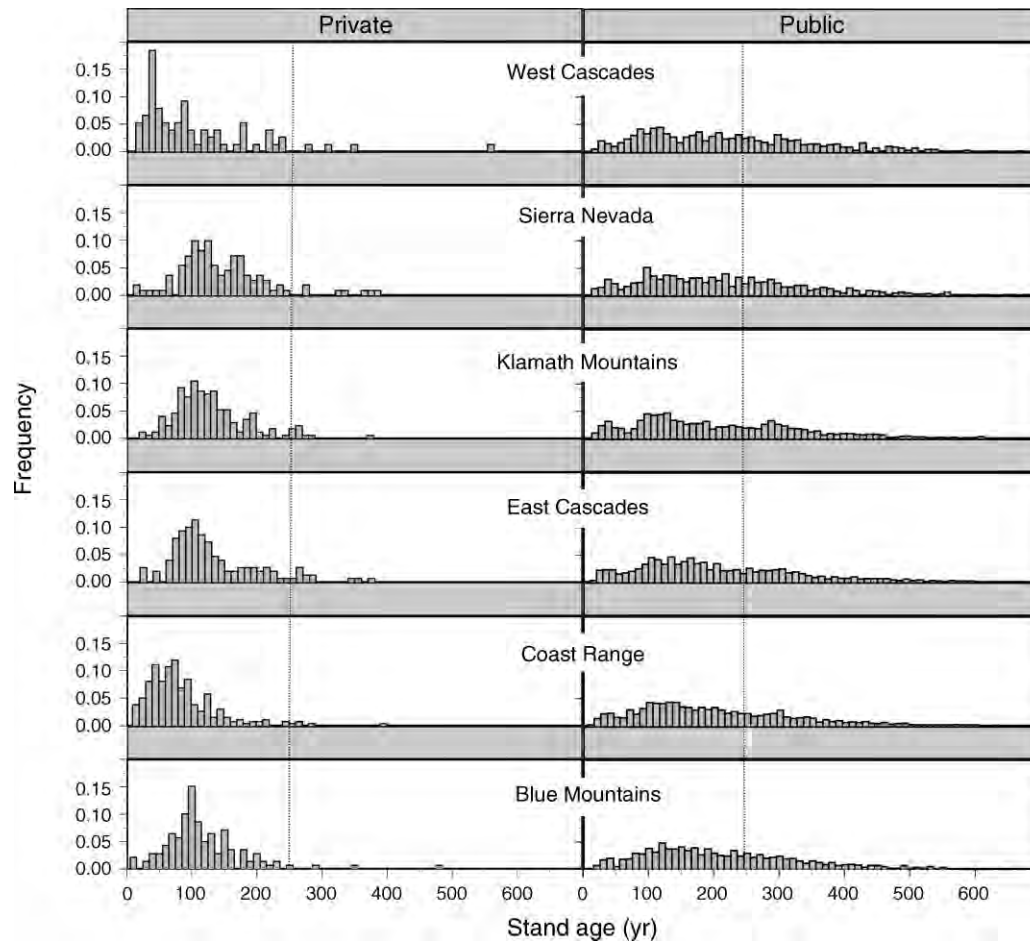 Private Public
West Cascades
0.15
0.10
0.05
0.00
Sierra Nevada
0.15
0.10
0.05
0.00
Klamath Mountains
0.15
0.10
0.05
0.00
East Cascades
0.15
0.10
0.05
0.00
Coast Range
0.15
0.10
0.05
0.00
Blue Mountains
0.15
0.10
0.05
0.00
Frequency
0 100 200 300 400 500 600 0 100 200 300 400 500 600
Stand age (yr)